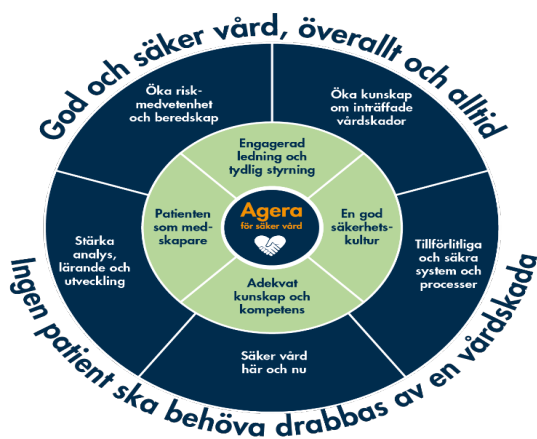 God och säker vård, överallt och alltid
Öka risk-
medvetenhet
och beredskap
Öka kunskap
om inträffade
vårdskador
Engagerad
ledning och
tydlig styrning
Patienten
som med-
skapare
Agera
för säker vård
En god
säkerhets-
kultur
Stärka
analys,
lärande och
utveckling
Tillförlitliga
och säkra
system och
processer
Adekvat
kunskap och
kompetens
Säker vård
här och nu
Ingen patient ska behöva drabbas av en vårdskada